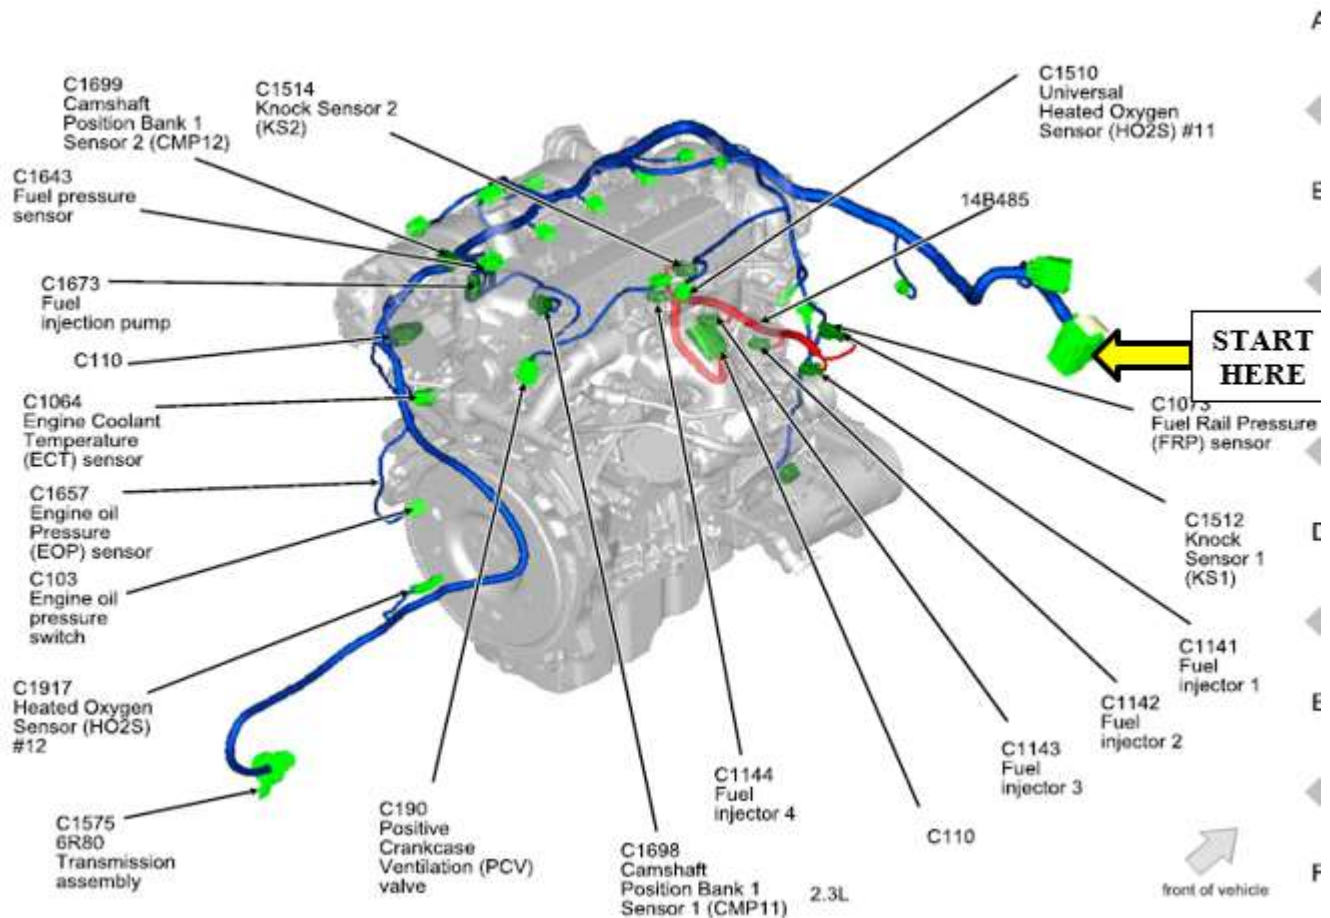 C1699
Camshaft
Position Bank 1
Sensor 2 (CMP12)
C1514
Knock Sensor 2
(KS2)
C1510
Universal
Heated Oxygen
Sensor (HO2S) #11
A
C1643
Fuel pressure
sensor
14B485
E
C1673
Fuel
injection pump
C110
START
HERE
C1064
Engine Coolant
Temperature
(ECT) sensor
C1073
Fuel Rail Pressure
(FRP) sensor
C1657
Engine oil
Pressure
(EOP) sensor
C1512
Knock
Sensor 1
(KS1)
D
C103
Engine oil
pressure
switch
C1141
Fuel
injector 1
C1917
Heated Oxygen
Sensor (HO2S)
#12
C1142
Fuel
injector 2
E
C1143
Fuel
injector 3
C1144
Fuel
injector 4
C110
C190
Positive
Crankcase
Ventilation (PCV)
valve
C1575
6R80
Transmission
assembly
C1698
Camshaft
Position Bank 1
Sensor 1 (CMP11)
2.3L
front of vehicle
F